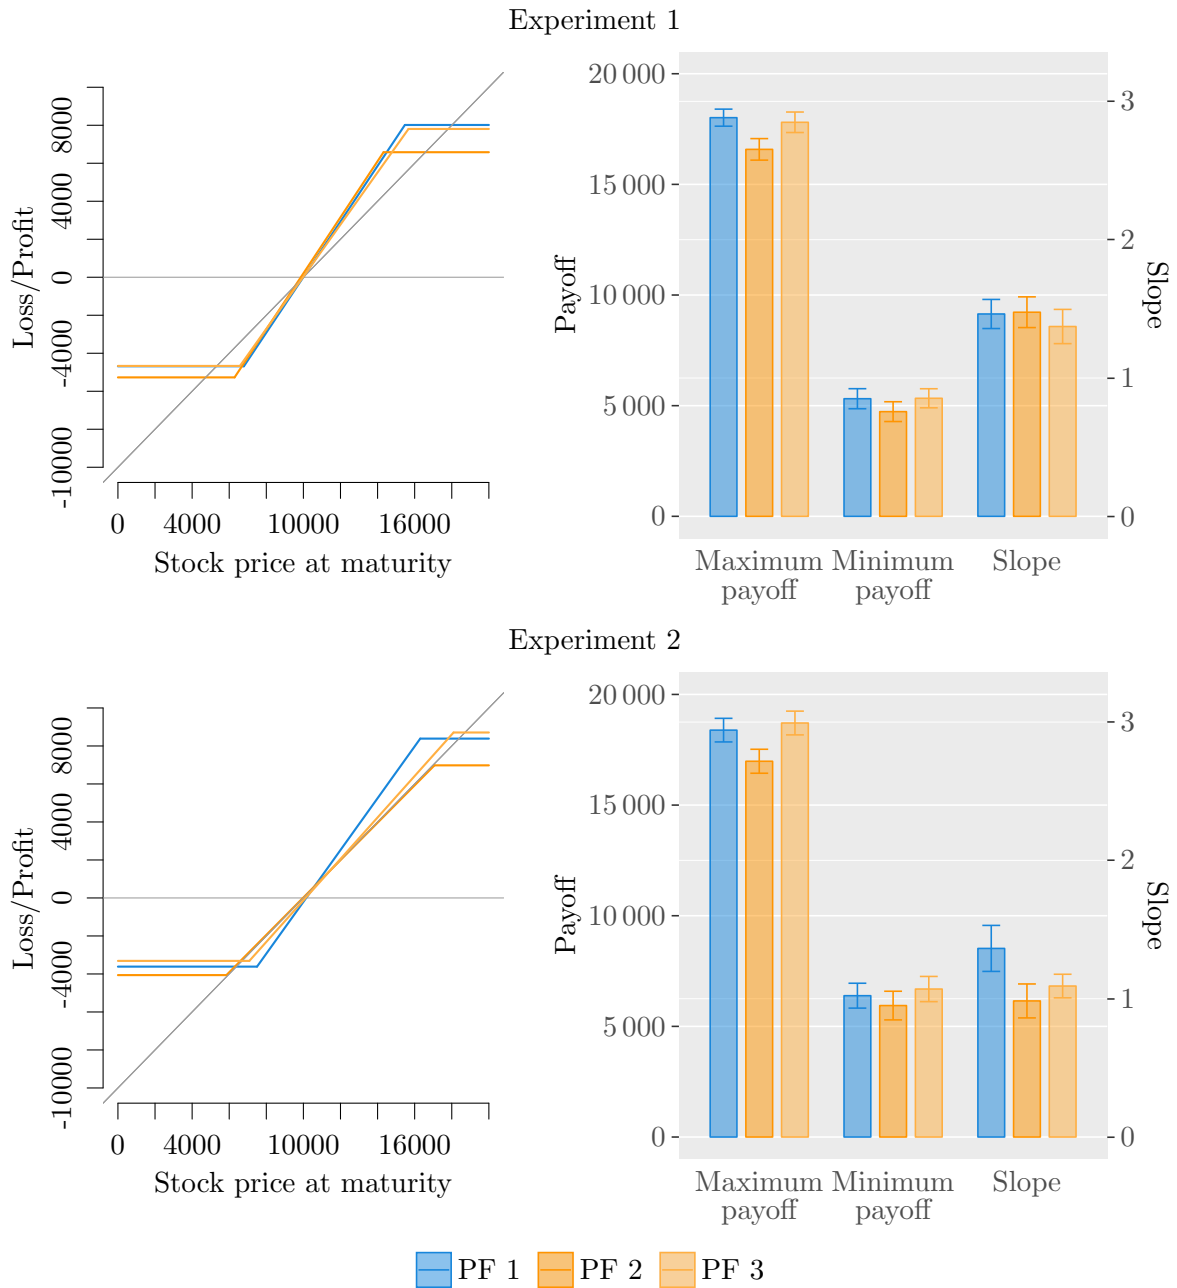 Experiment 1
Loss/Profit
8000
4000
0
-4000
-10000
0 4000 10000 16000
Stock price at maturity
Payoff
20 000
15 000
10 000
5 000
0
3
2
1
0
Slope
Maximum payoff
Minimum payoff
Slope
Experiment 2
Loss/Profit
8000
4000
0
-4000
-10000
0 4000 10000 16000
Stock price at maturity
Payoff
20 000
15 000
10 000
5 000
0
3
2
1
0
Slope
Maximum payoff
Minimum payoff
Slope
PF 1 PF 2 PF 3